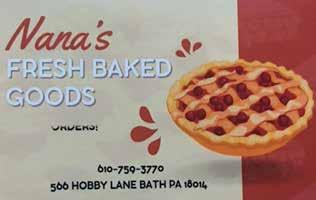 Nana's
FRESH BAKED
GOODS
ORDERS!
610-759-3770
566 HOBBY LANE BATH PA 18014